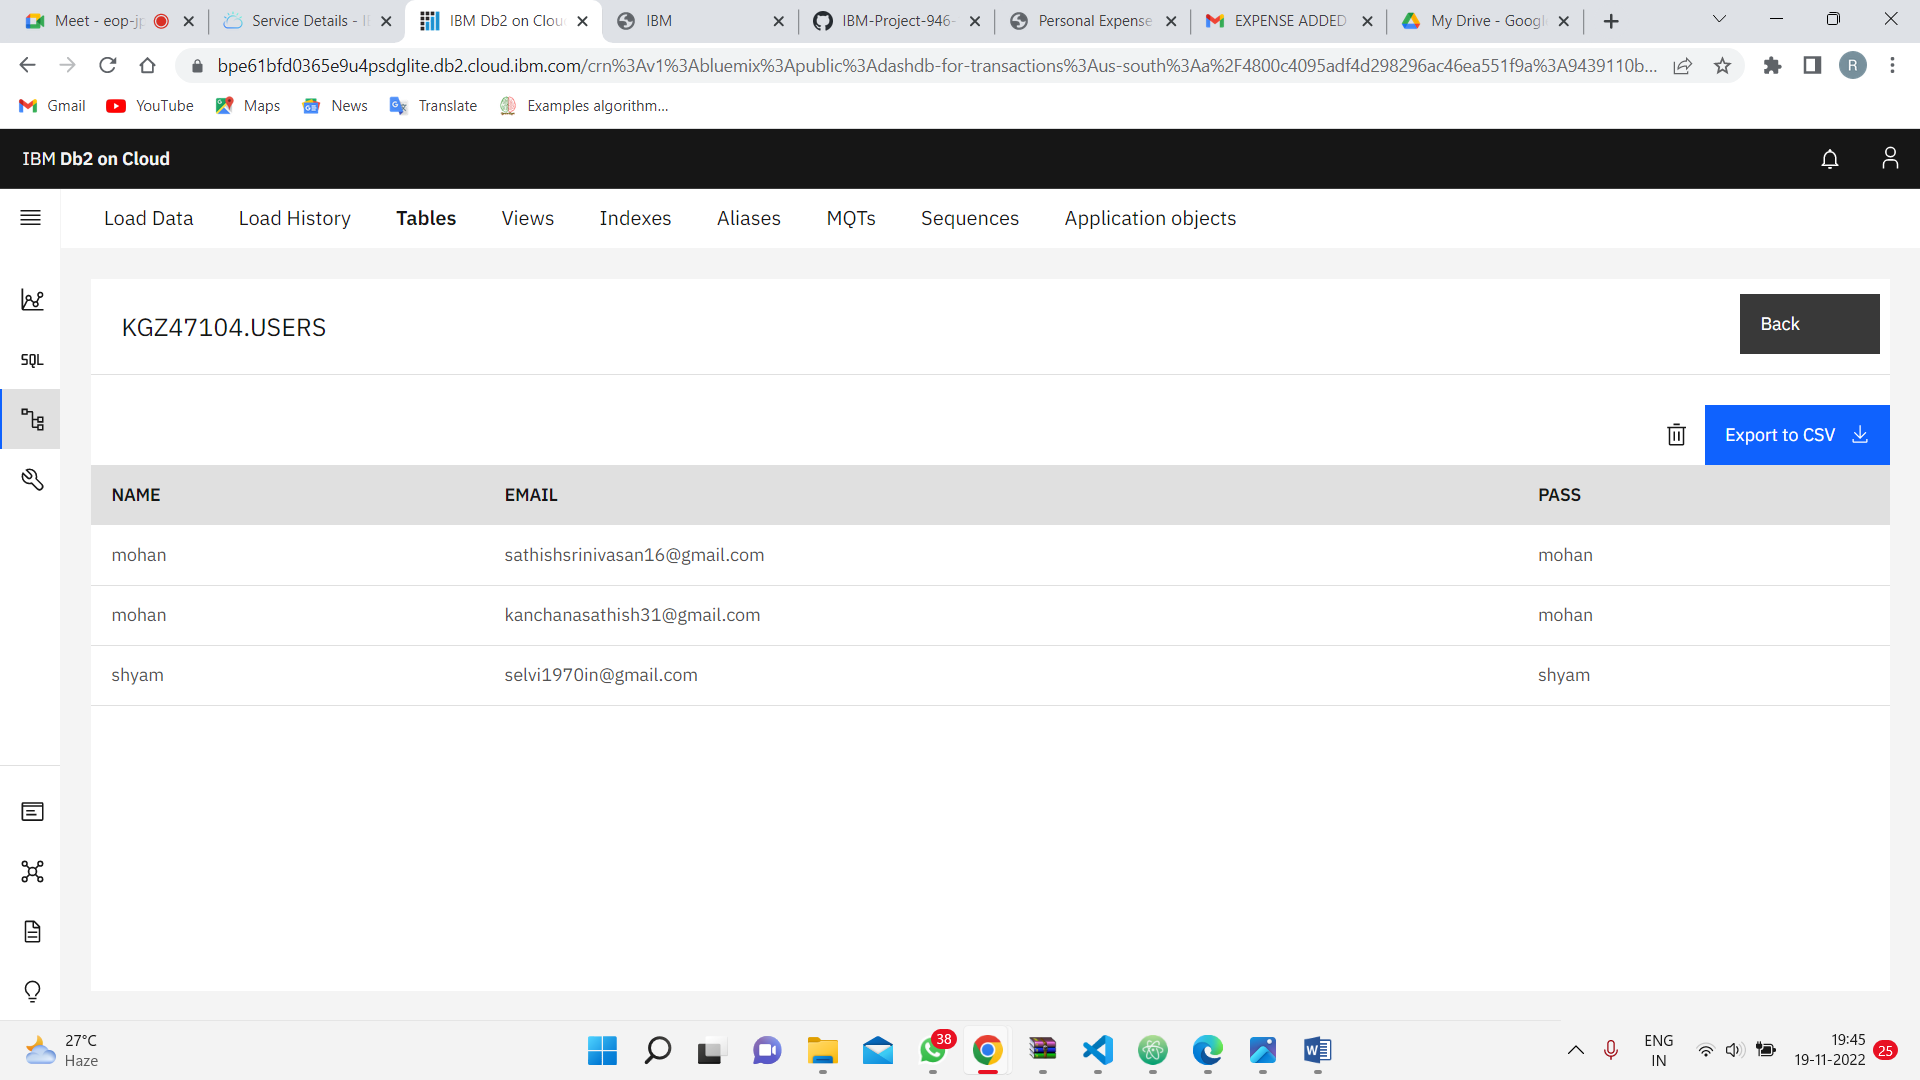 Meet - eop-jp
Service Details - I
IBM Db2 on Clou
IBM
IBM-Project-946-
Personal Expense
EXPENSE ADDED
My Drive - Googl
bpe61bfd0365e9u4psdglite.db2.cloud.ibm.com/crn%3Av1%3Abluemix%3Apublic%3Adashdb-for-transactions%3Aus-south%3Aa%2F4800c4095adf4d298296ac46ea551f9a%3A9439110b...
R
Gmail
YouTube
Maps
News
Translate
Examples algorithm...
IBM Db2 on Cloud
Load Data
Load History
Tables
Views
Indexes
Aliases
MQTs
Sequences
Application objects
SQL
KGZ47104.USERS
Back
Export to CSV
NAME EMAIL PASS
mohan sathishsrinivasan16@gmail.com mohan
mohan kanchanasathish31@gmail.com mohan
shyam selvi1970in@gmail.com shyam
27°C
Haze
38
ENG
IN
19:45
19-11-2022
25